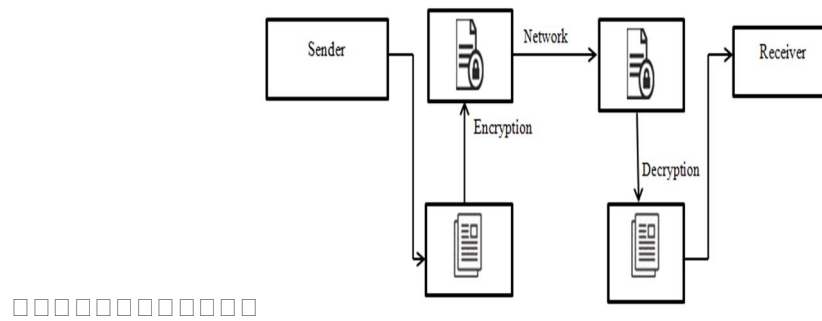 Sender
Network
Receiver
Encryption
Decryption